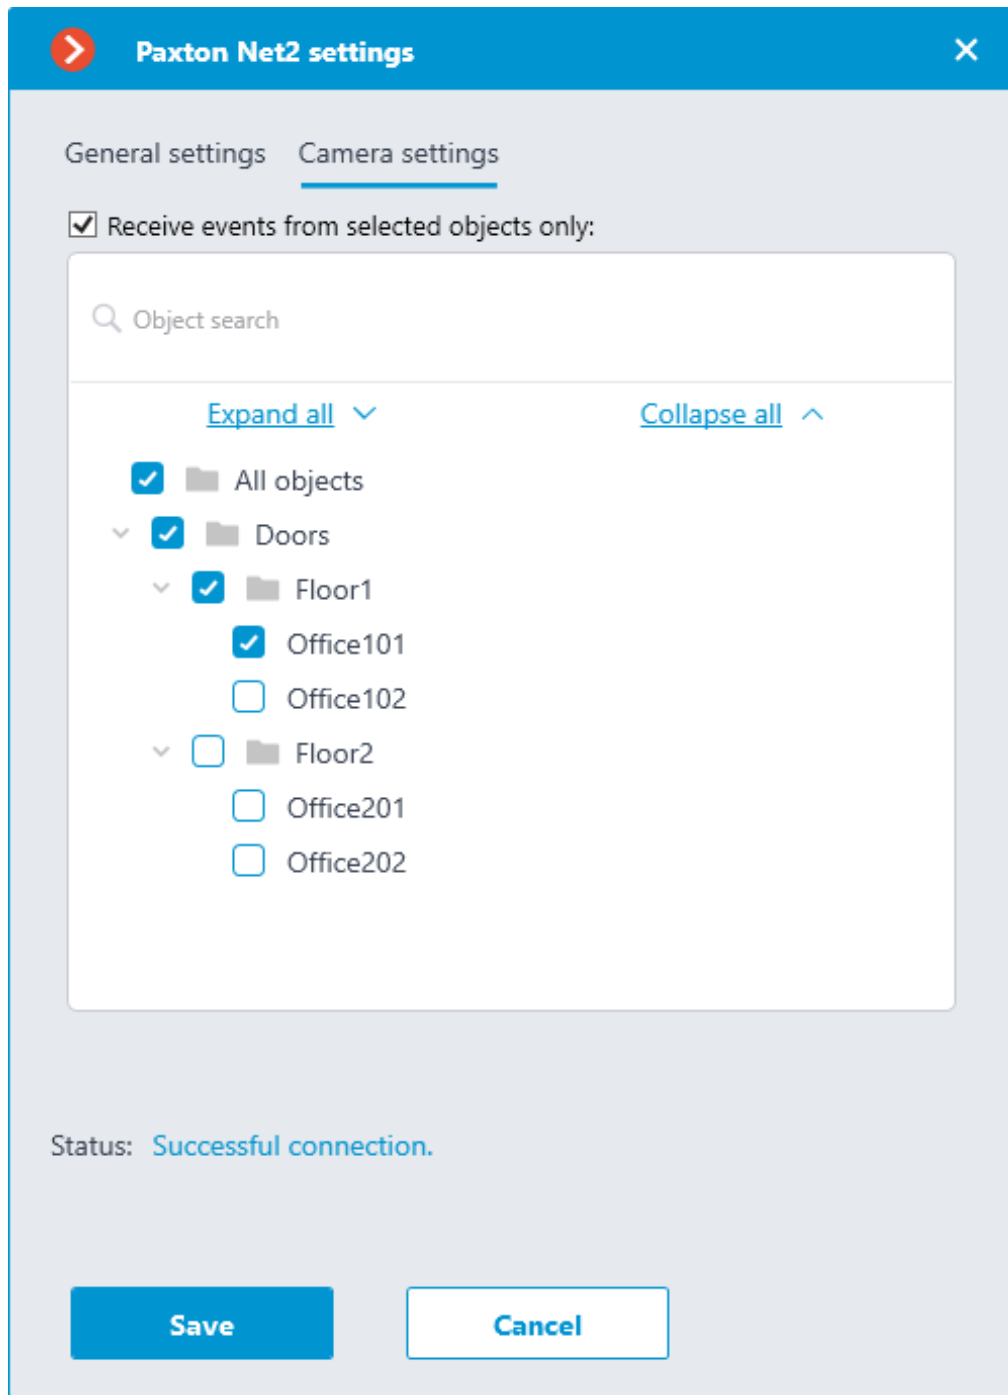 Paxton Net2 settings
General settings Camera settings
Receive events from selected objects only:
Object search
Expand all Collapse all
All objects
Doors
Floor1
Office101
Office102
Floor2
Office201
Office202
Status: Successful connection.
Save Cancel